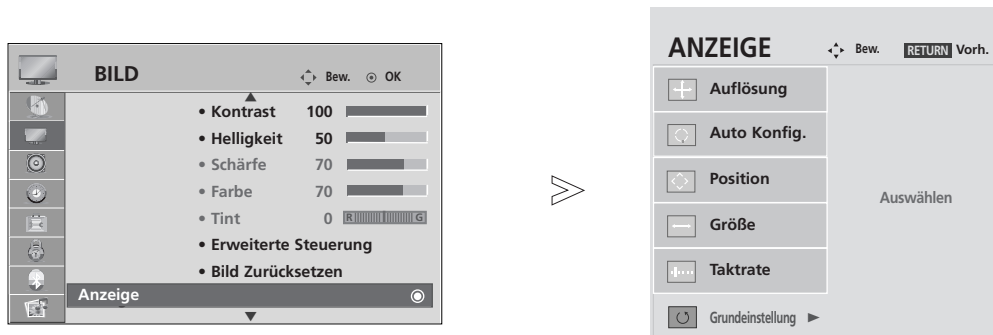 BILD
Bew. OK
• Kontrast 100
• Helligkeit 50
• Schärfe 70
• Farbe 70
• Tint 0 R G
• Erweiterte Steuerung
• Bild Zurücksetzen
Anzeige
ANZEIGE
Bew. RETURN Vorh.
Auflösung
Auto Konfig.
Position
Größe
Taktrate
Grundeinstellung
Auswählen